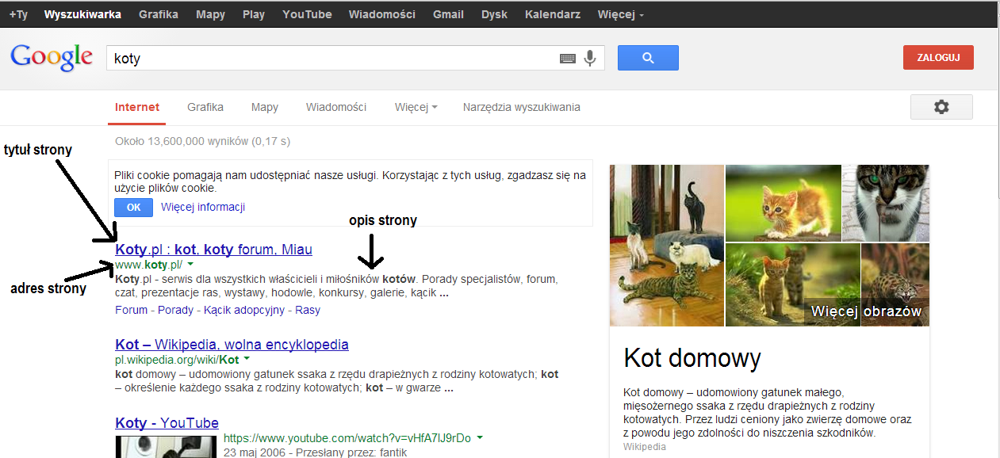 +Ty Wyszukiwarka Grafika Mapy Play YouTube Wiadomości Gmail Dysk Kalendarz Więcej
Google koty ZALOGUJ
Internet Grafika Mapy Wiadomości Więcej Narzędzia wyszukiwania
Około 13,600,000 wyników (0,17 s)
tytuł strony
Pliki cookie pomagają nam udostępniać nasze usługi. Korzystając z tych usług, zgadzasz się na
użycie plików cookie.
OK Więcej informacji
opis strony
Koty.pl : kot, koty forum, Miau
www.koty.pl/
adres strony
Koty.pl - serwis dla wszystkich właścicieli i miłośników kotów. Porady specjalistów, forum,
czat, prezentacje ras, wystawy, hodowle, konkursy, galerie, kącik ...
Forum - Porady - Kącik adopcyjny - Rasy
Kot – Wikipedia, wolna encyklopedia
pl.wikipedia.org/wiki/Kot
kot domowy – udomowiony gatunek ssaka z rzędu drapieżnych z rodziny kotowatych; kot
– określenie każdego ssaka z rodziny kotowatych; kot – w gwarze ...
Koty - YouTube
https://www.youtube.com/watch?v=vHfA7lJ9rDo
23 maj 2006 - Przesłany przez: fantik
Więcej obrazów
Kot domowy
Kot domowy – udomowiony gatunek małego,
mięsożernego ssaka z rzędu drapieżnych z rodziny
kotowatych. Przez ludzi ceniony jako zwierzę domowe oraz
z powodu jego zdolności do niszczenia szkodników.
Wikipedia